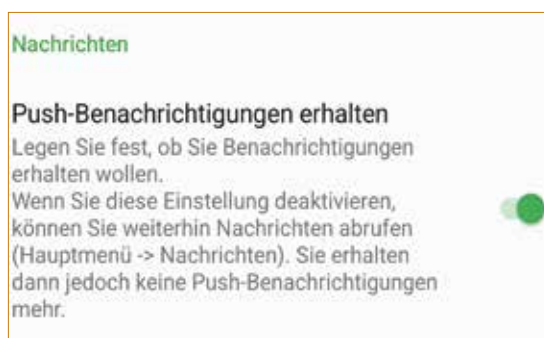 Nachrichten
Push-Benachrichtigungen erhalten
Legen Sie fest, ob Sie Benachrichtigungen
erhalten wollen.
Wenn Sie diese Einstellung deaktivieren,
können Sie weiterhin Nachrichten abrufen
(Hauptmenü -> Nachrichten). Sie erhalten
dann jedoch keine Push-Benachrichtigungen
mehr.